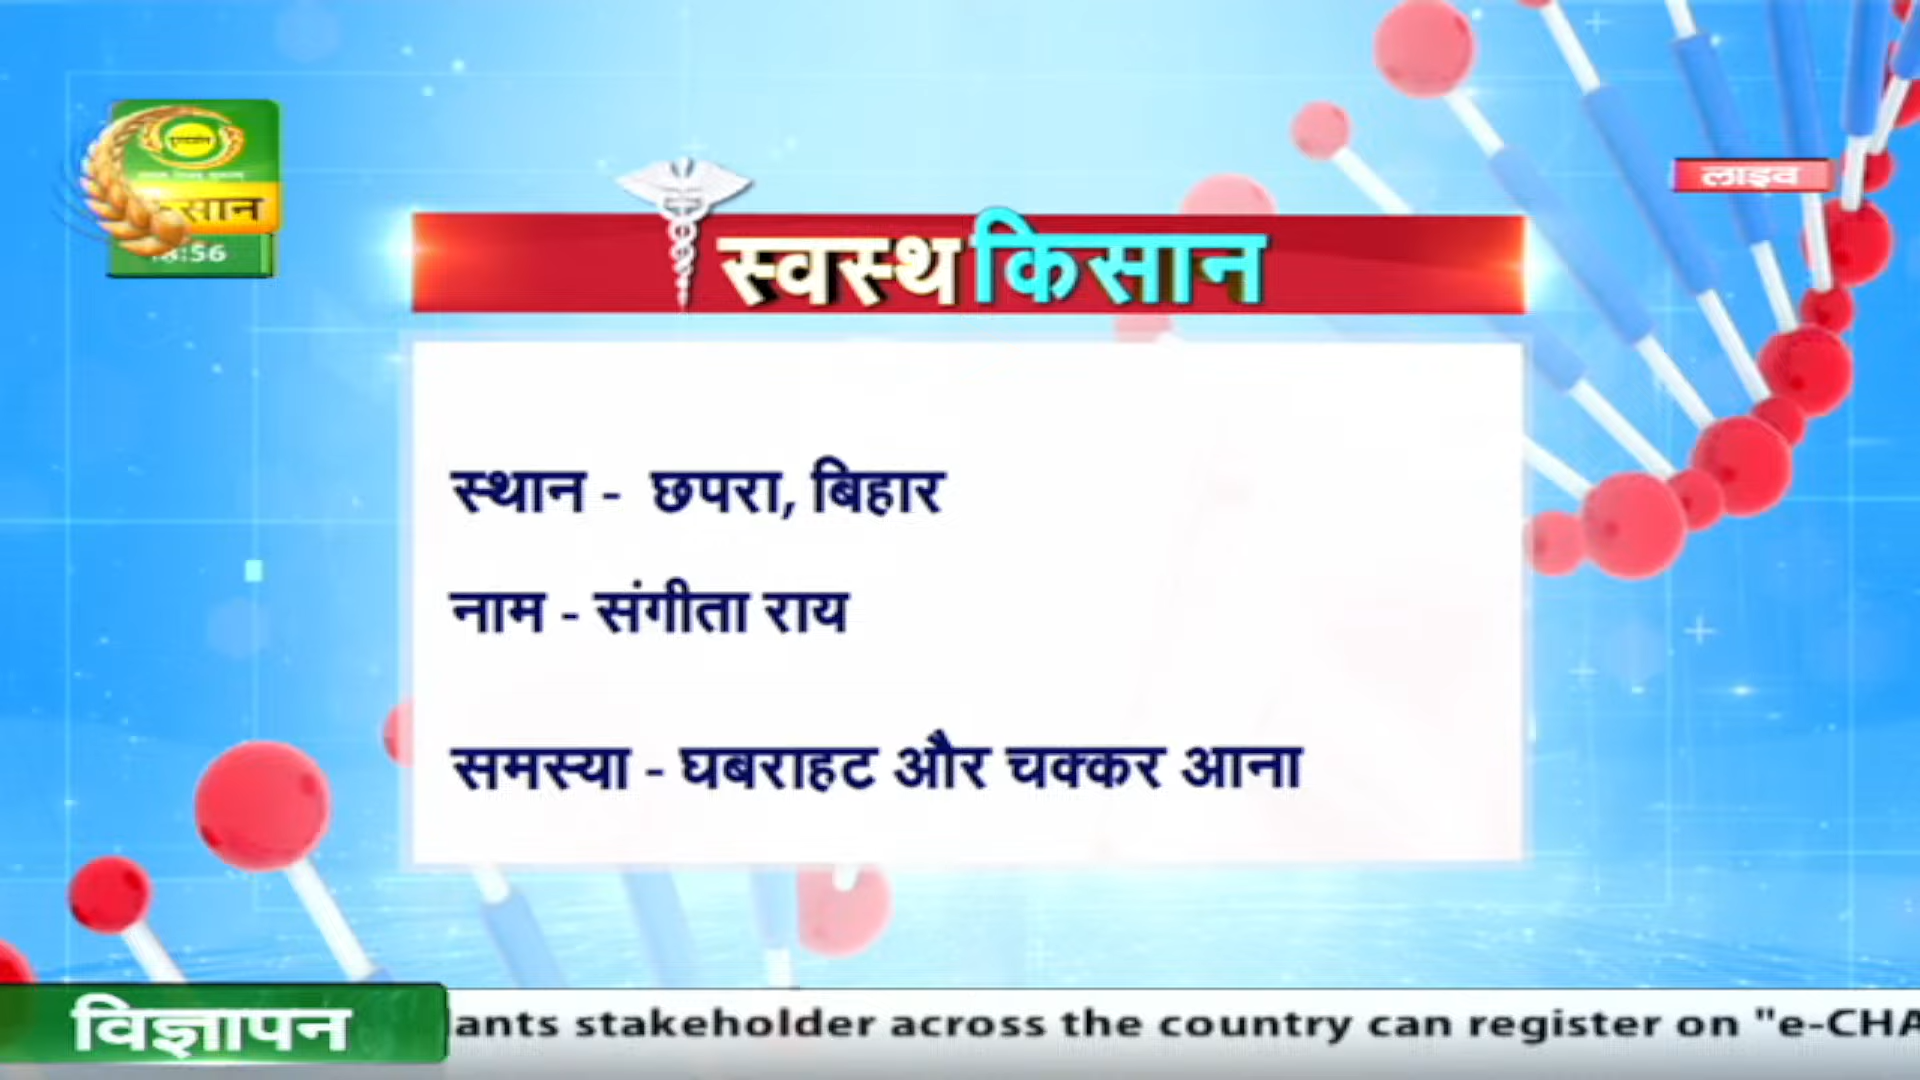 लाइव
:56
स्वस्थ किसान
स्थान - छपरा, बिहार
नाम - संगीता राय
समस्या - घबराहट और चक्कर आना
विज्ञापन
ants stakeholder across the country can register on "e-CHA